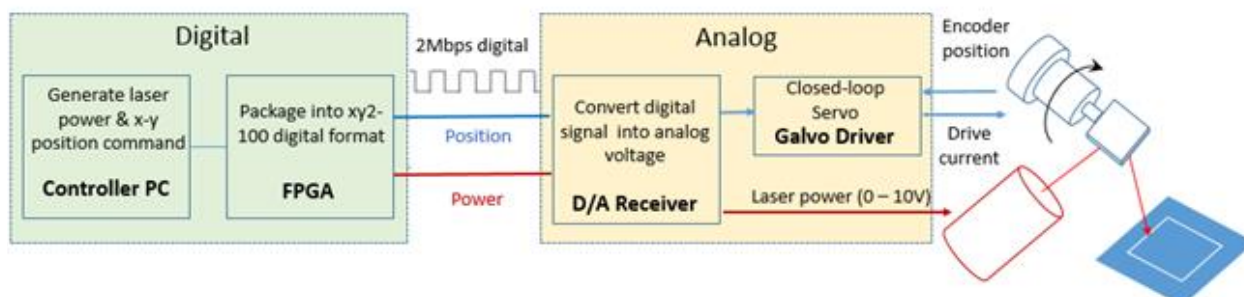 Digital
Generate laser
power & x-y
position command
Controller PC
Package into xy2-
100 digital format
FPGA
2Mbps digital
Position
Power
Analog
Convert digital
signal into analog
voltage
D/A Receiver
Closed-loop
Servo
Galvo Driver
Encoder
position
Drive
current
Laser power (0 – 10V)